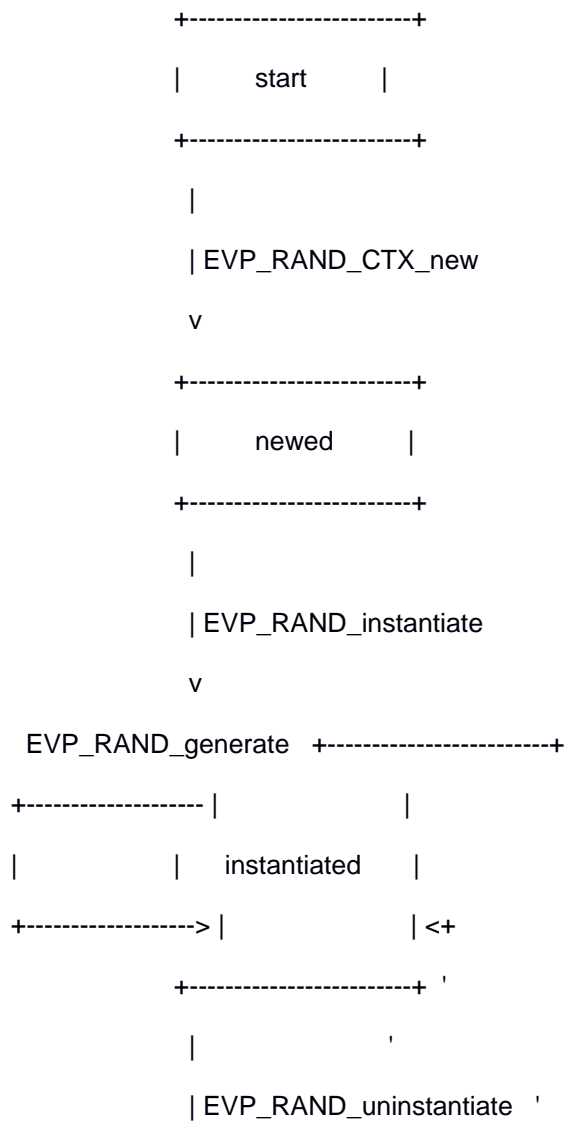 +-------------------------+
| start |
+-------------------------+
|
| EVP_RAND_CTX_new
v
+-------------------------+
| newed |
+-------------------------+
|
| EVP_RAND_instantiate
v
EVP_RAND_generate +-------------------------+
+-------------------- | |
| | instantiated |
+-------------------> | | <+
+-------------------------+ '
| '
| EVP_RAND_uninstantiate '